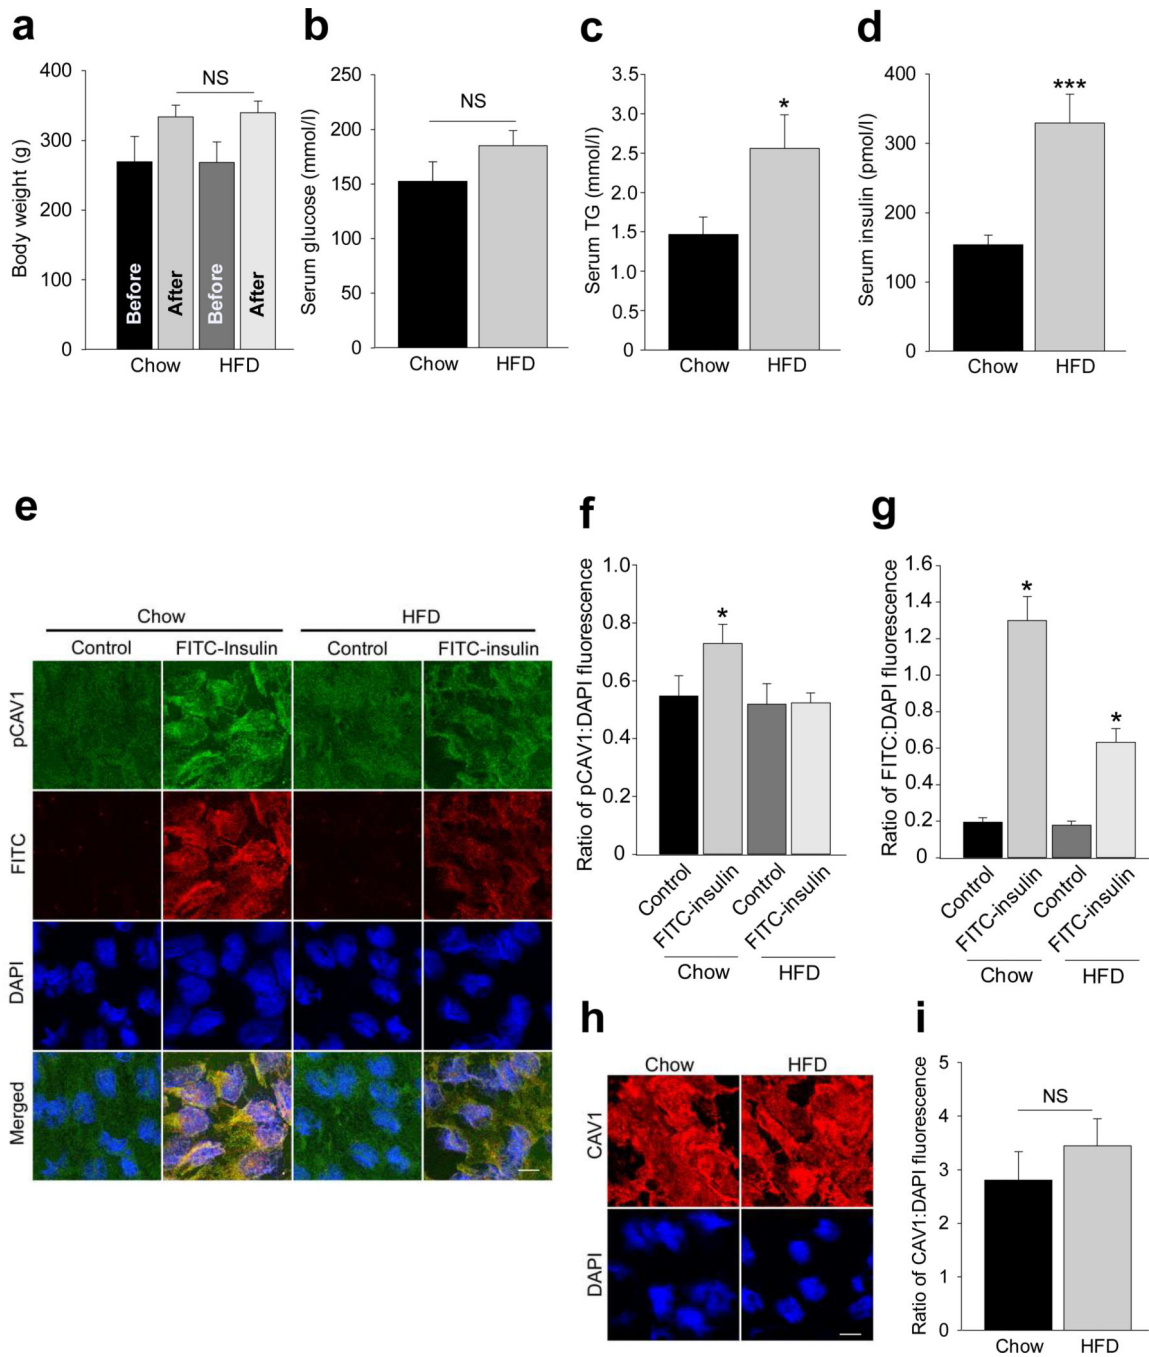 a
Body weight (g)
400
300
200
100
0
NS
Before
After
Before
After
Chow
HFD
b
Serum glucose (mmol/l)
250
200
150
100
50
0
NS
Chow
HFD
c
Serum TG (mmol/l)
3.5
3.0
2.5
2.0
1.5
1.0
0.5
0
*
Chow
HFD
d
Serum insulin (pmol/l)
400
300
200
100
0
***
Chow
HFD
e
Chow
HFD
Control
FITC-Insulin
Control
FITC-insulin
pCAV1
FITC
DAPI
Merged
f
Ratio of pCAV1:DAPI fluorescence
1.0
0.8
0.6
0.4
0.2
0
*
Control
FITC-insulin
Control
FITC-insulin
Chow
HFD
g
Ratio of FITC:DAPI fluorescence
1.6
1.4
1.2
1.0
0.8
0.6
0.4
0.2
0
*
*
Control
FITC-insulin
Control
FITC-insulin
Chow
HFD
h
Chow
HFD
CAV1
DAPI
i
Ratio of CAV1:DAPI fluorescence
5
4
3
2
1
0
NS
Chow
HFD